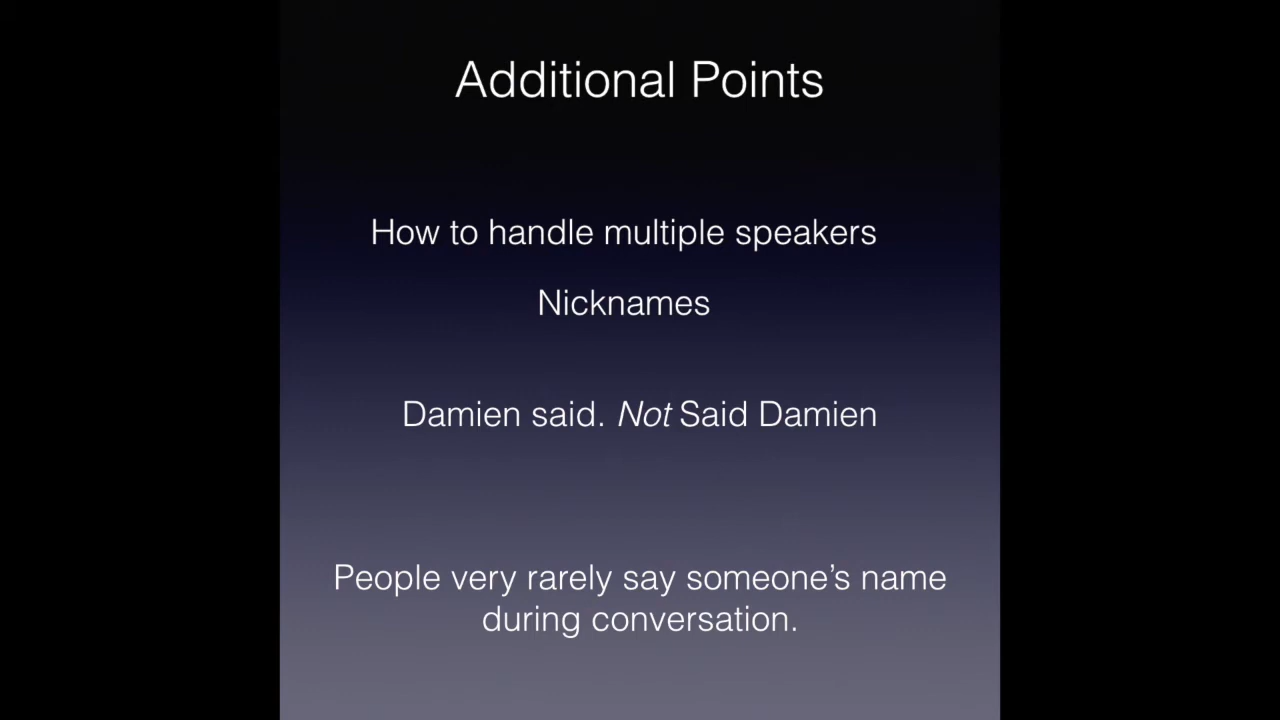 Additional Points
How to handle multiple speakers
Nicknames
Damien said. Not Said Damien
People very rarely say someone’s name
during conversation.